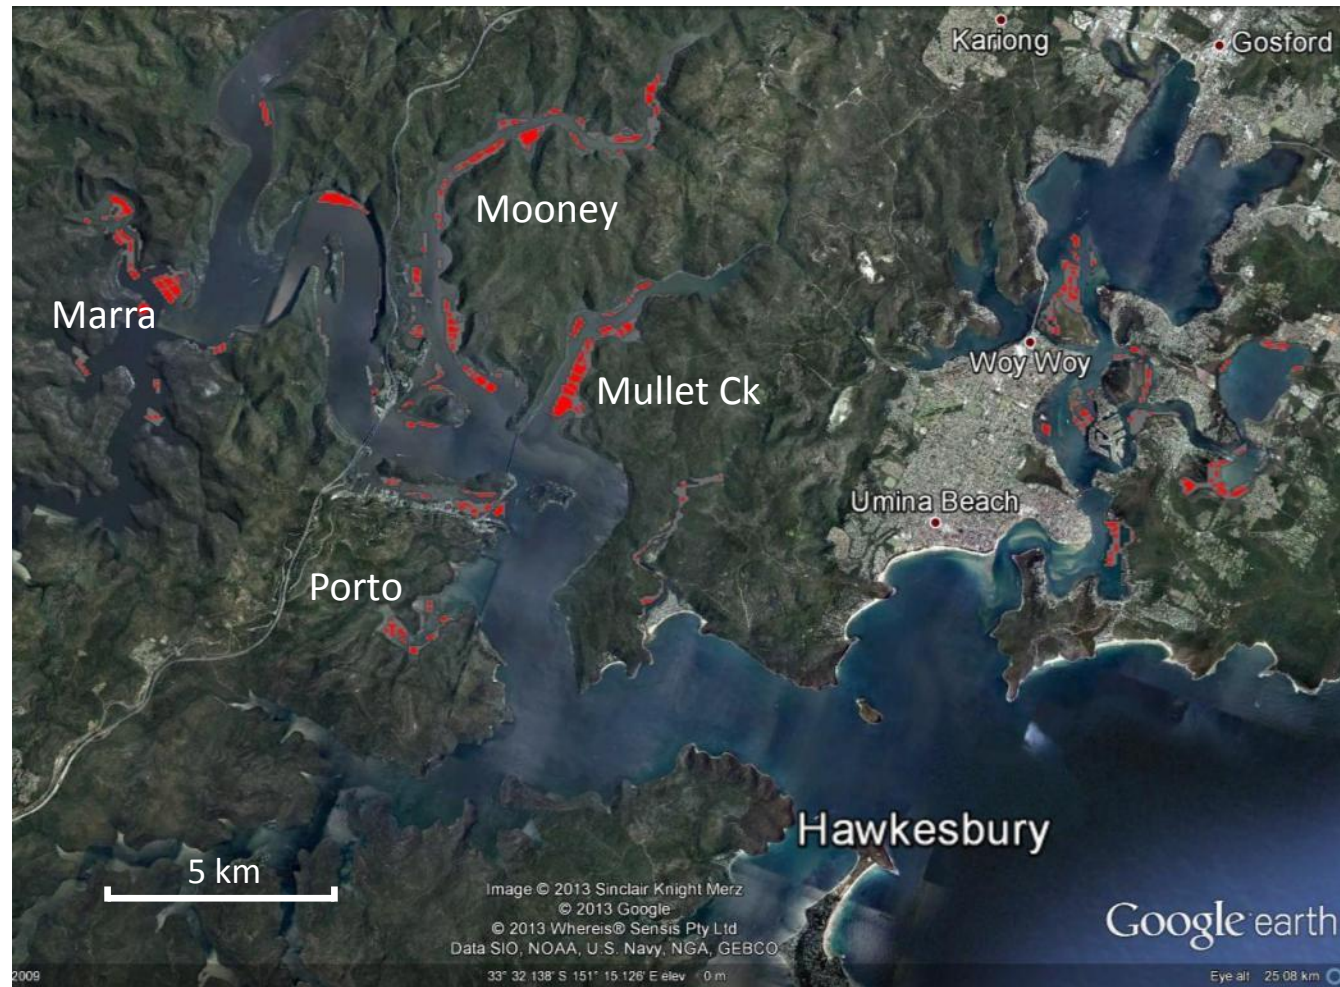 Kariong
Gosford
Mooney
Marra
Woy Woy
Mullet Ck
Umina Beach
Porto
Hawkesbury
5 km
Image © 2013 Sinclair Knight Merz
© 2013 Google
© 2013 Whereis® Sensis Pty Ltd
Data SIO, NOAA, U.S. Navy, NGA, GEBCO
Google earth
2009
33° 32 138' S 151° 15.126' E elev 0 m
Eye alt 25.08 km